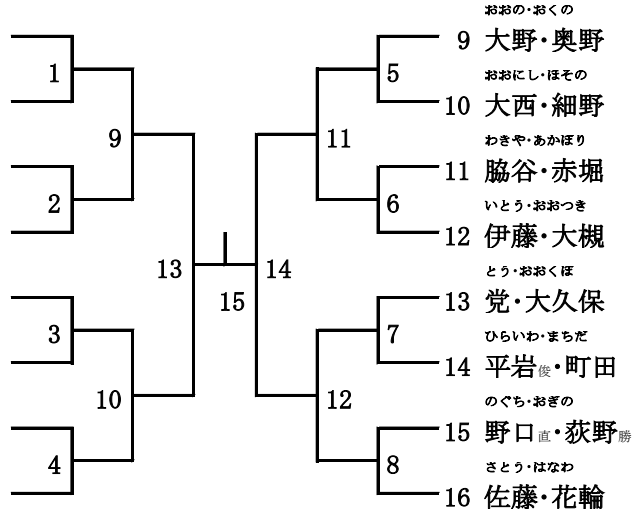 おおの・おくの
9 大野・奥野
おおにし・ほその
10 大西・細野
わきや・あかぼり
11 脇谷・赤堀
いとう・おおつき
12 伊藤・大槻
とう・おおくぼ
13 党・大久保
ひらいわ・まちだ
14 平岩俊・町田
のぐち・おぎの
15 野口直・荻野勝
さとう・はなわ
16 佐藤・花輪
1
9
2
13
3
10
4
15
5
11
6
14
7
12
8